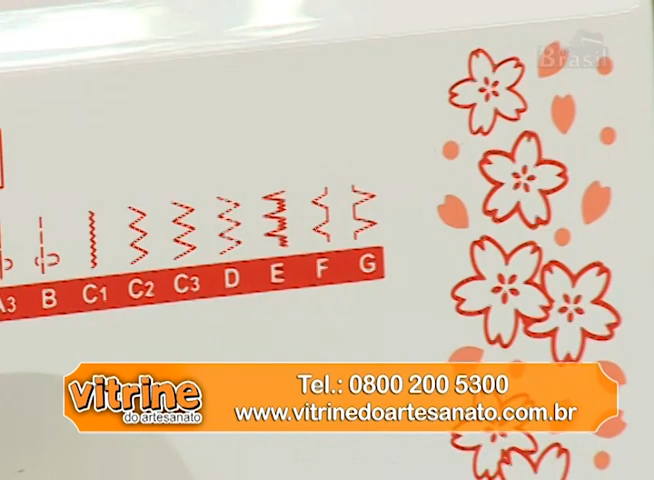 Brasil
A3 B C1 C2 C3 D E F G
vitrine
do artesanato
Tel.: 0800 200 5300
www.vitrinedoartesanato.com.br